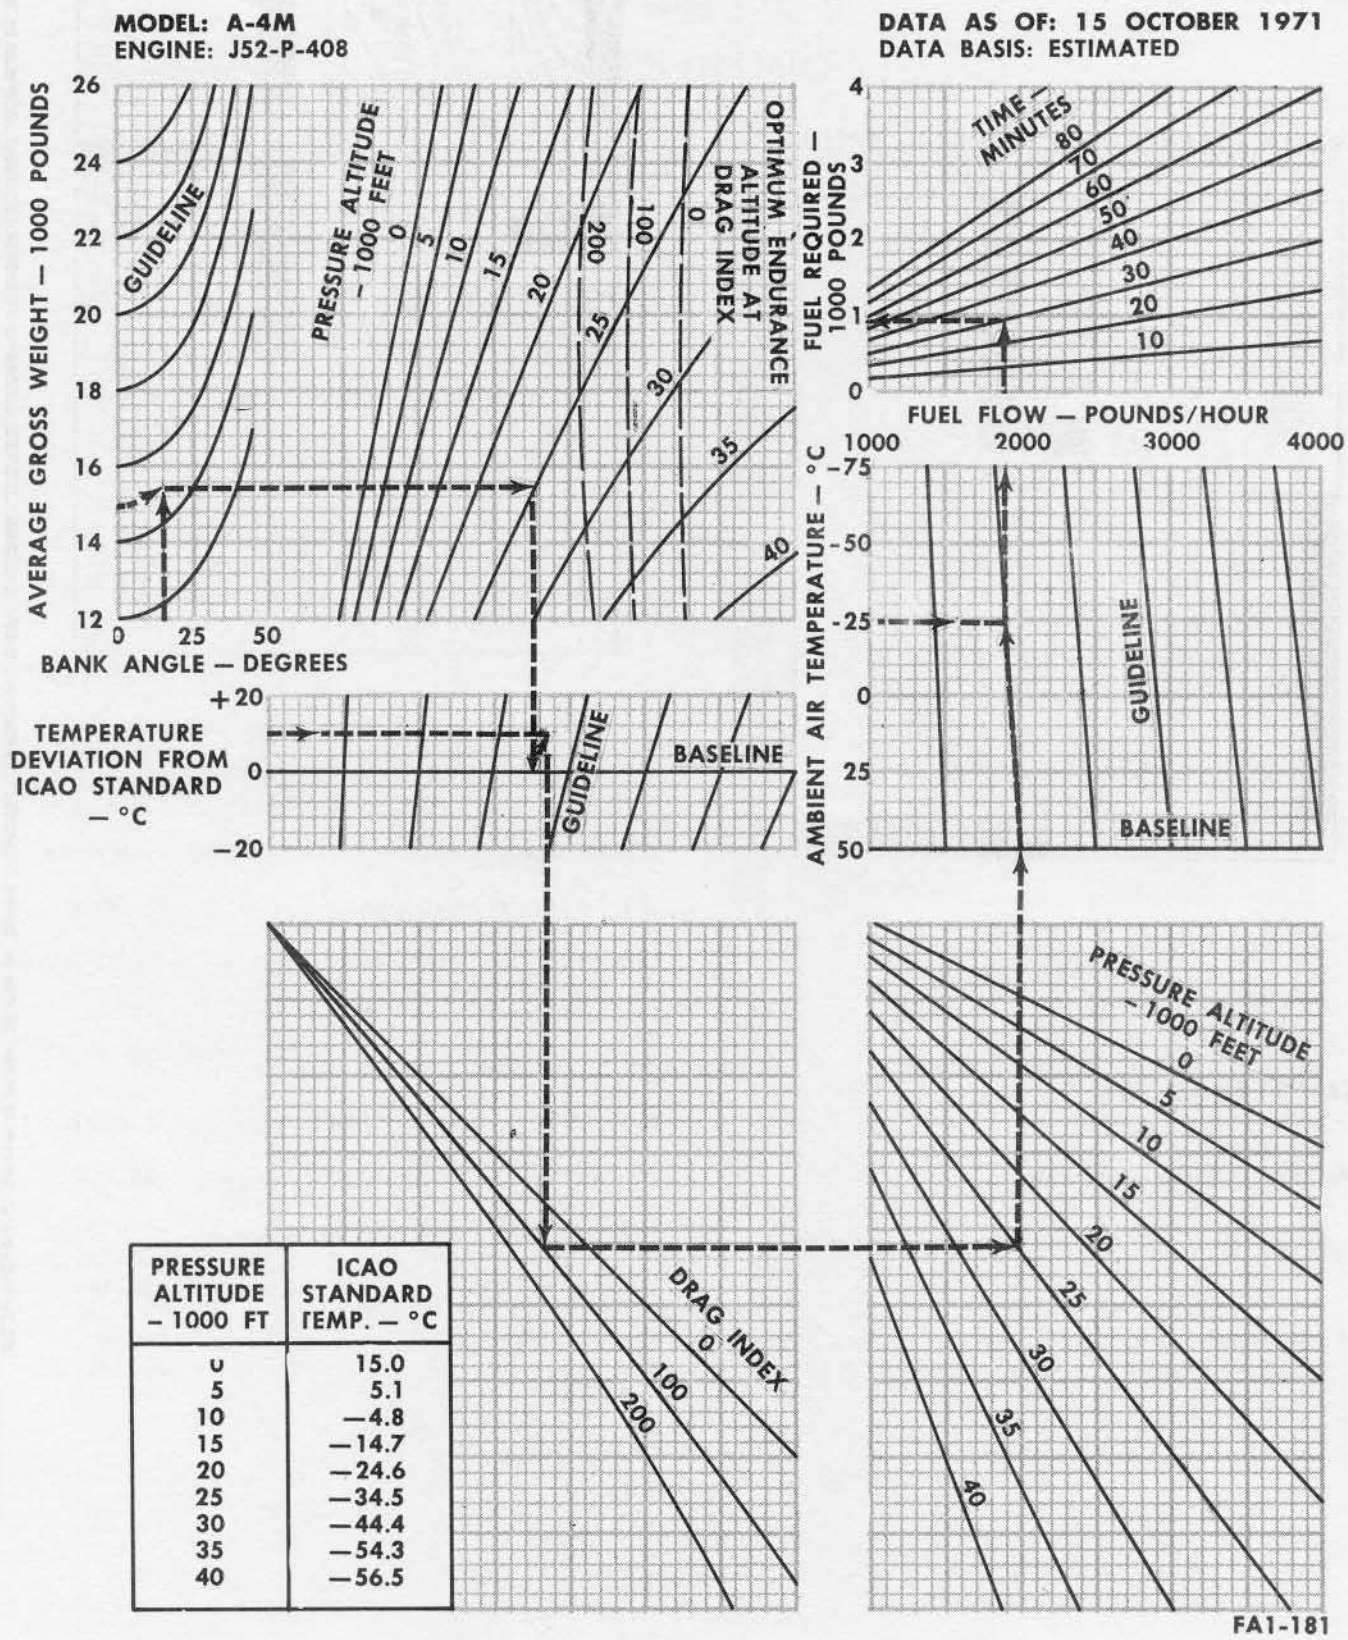 MODEL: A-4M
ENGINE: J52-P-408
DATA AS OF: 15 OCTOBER 1971
DATA BASIS: ESTIMATED
AVERAGE GROSS WEIGHT — 1000 POUNDS
26
24
22
20
18
16
14
12
GUIDELINE
PRESSURE ALTITUDE
– 1000 FEET
0
5
10
15
20
25
30
35
40
200
100
0
OPTIMUM ENDURANCE
ALTITUDE AT
DRAG INDEX
0
25
50
BANK ANGLE — DEGREES
FUEL REQUIRED —
1000 POUNDS
4
3
2
1
0
TIME —
MINUTES
80
70
60
50
40
30
20
10
FUEL FLOW — POUNDS/HOUR
1000
2000
3000
4000
AMBIENT AIR TEMPERATURE — °C
-75
-50
-25
0
25
50
GUIDELINE
BASELINE
TEMPERATURE
DEVIATION FROM
ICAO STANDARD
— °C
+20
0
—20
GUIDELINE
BASELINE
DRAG INDEX
0
100
200
PRESSURE ALTITUDE
– 1000 FEET
0
5
10
15
20
25
30
35
40
PRESSURE ALTITUDE – 1000 FT
ICAO STANDARD TEMP. — °C
0 15.0
5 5.1
10 —4.8
15 —14.7
20 —24.6
25 —34.5
30 —44.4
35 —54.3
40 —56.5
FA1-181